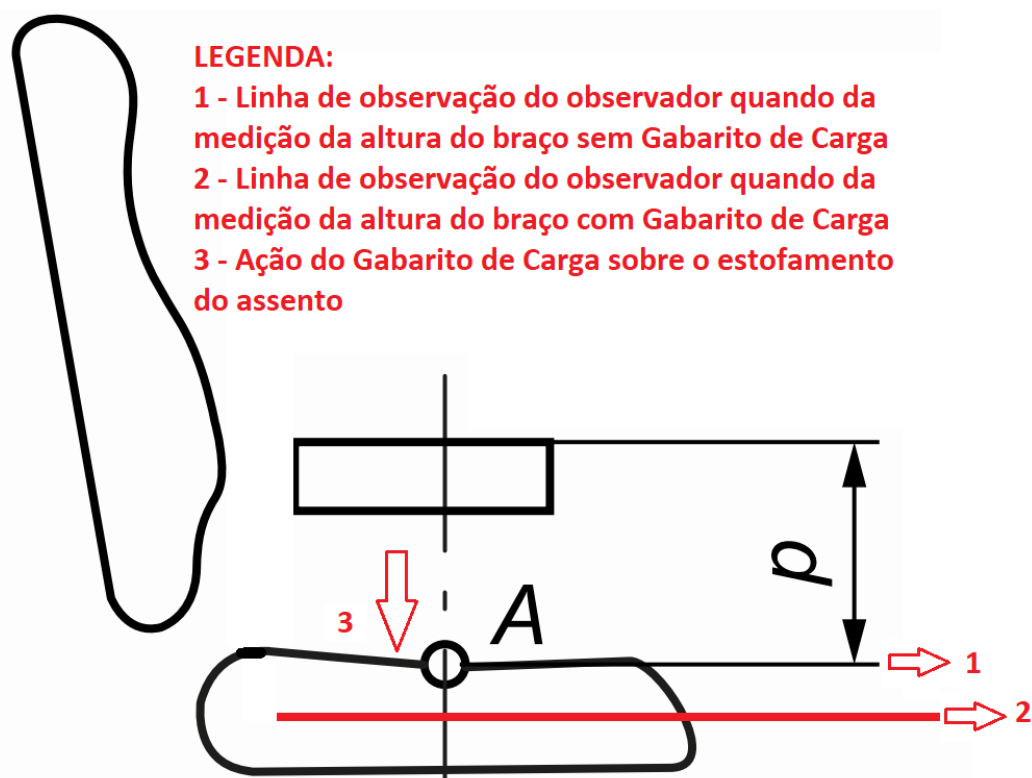 LEGENDA:
1 - Linha de observação do observador quando da
medição da altura do braço sem Gabarito de Carga
2 - Linha de observação do observador quando da
medição da altura do braço com Gabarito de Carga
3 - Ação do Gabarito de Carga sobre o estofamento
do assento
p
3
A
1
2